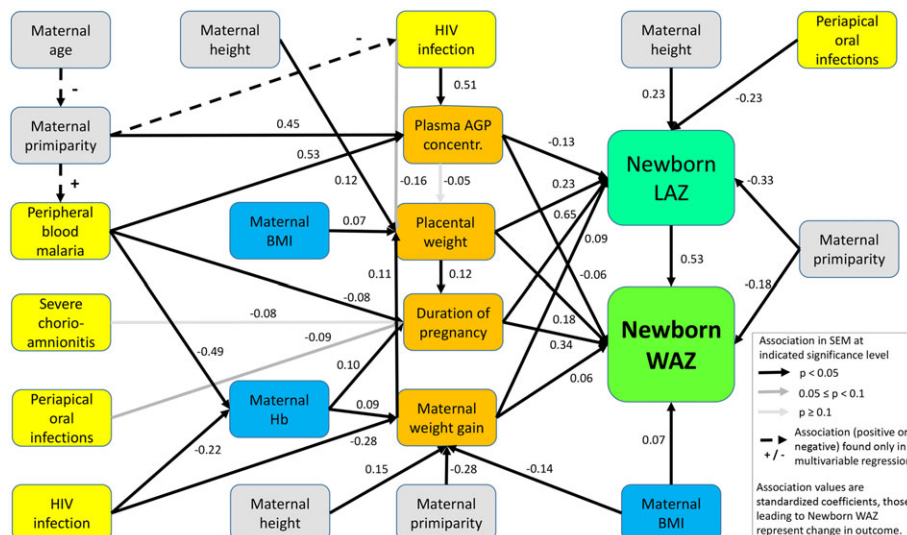 Maternal
age
Maternal
height
HIV
infection
Maternal
height
Periapical
oral
infections
-
-
0.51
0.23
-0.23
Maternal
primiparity
0.45
Plasma AGP
concentr.
-0.13
Newborn
LAZ
+
0.53
0.12
-0.16
-0.05
0.23
0.65
-0.33
Peripheral
blood
malaria
Maternal
BMI
0.07
Placental
weight
0.09
Maternal
primiparity
0.11
0.12
-0.06
0.53
-0.18
Severe
chorio-
amnionitis
-0.08
-0.08
Duration of
pregnancy
0.18
0.34
Newborn
WAZ
-0.09
-0.49
0.10
0.06
Periapical
oral
infections
Maternal
Hb
0.09
Maternal
weight gain
-0.22
-0.28
0.07
0.15
-0.28
-0.14
HIV
infection
Maternal
height
Maternal
primiparity
Maternal
BMI
Association in SEM at
indicated significance level
p < 0.05
0.05 ≤ p < 0.1
p ≥ 0.1
Association (positive or
negative) found only in
+ / -
multivariable regression
Association values are
standardized coefficients, those
leading to Newborn WAZ
represent change in outcome.